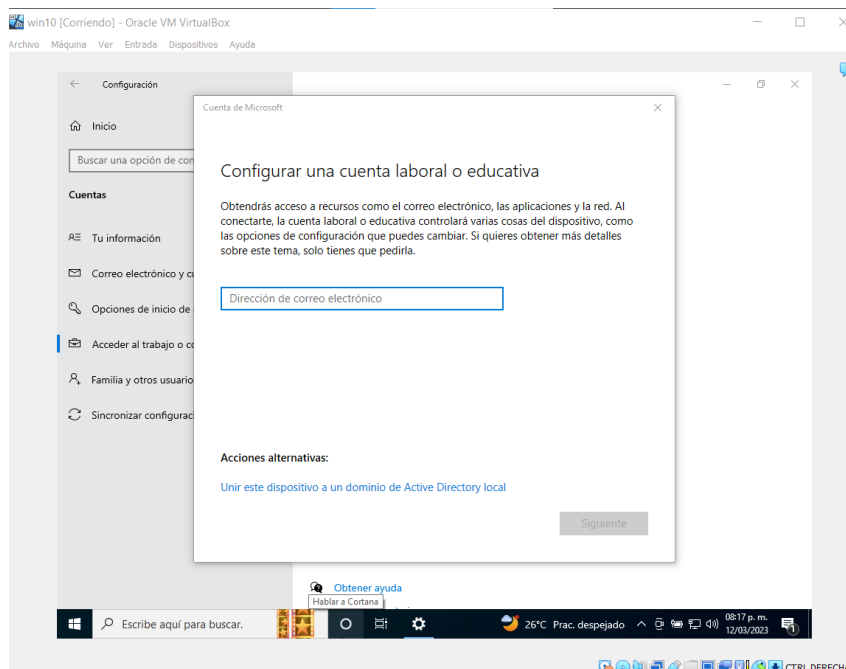 win10 [Corriendo] - Oracle VM VirtualBox
Archivo Máquina Ver Entrada Dispositivos Ayuda
Configuración
Cuenta de Microsoft
Inicio
Buscar una opción de con
Configurar una cuenta laboral o educativa
Cuentas
Obtendrás acceso a recursos como el correo electrónico, las aplicaciones y la red. Al
conectarte, la cuenta laboral o educativa controlará varias cosas del dispositivo, como
las opciones de configuración que puedes cambiar. Si quieres obtener más detalles
sobre este tema, solo tienes que pedirla.
Tu información
Correo electrónico y cu
Dirección de correo electrónico
Opciones de inicio de
Acceder al trabajo o co
Familia y otros usuario
Sincronizar configurac
Acciones alternativas:
Unir este dispositivo a un dominio de Active Directory local
Siguiente
Obtener ayuda
Hablar a Cortana
Escribe aquí para buscar.
26°C Prac. despejado
08:17 p. m.
12/03/2023
1
CTRL DERECHA